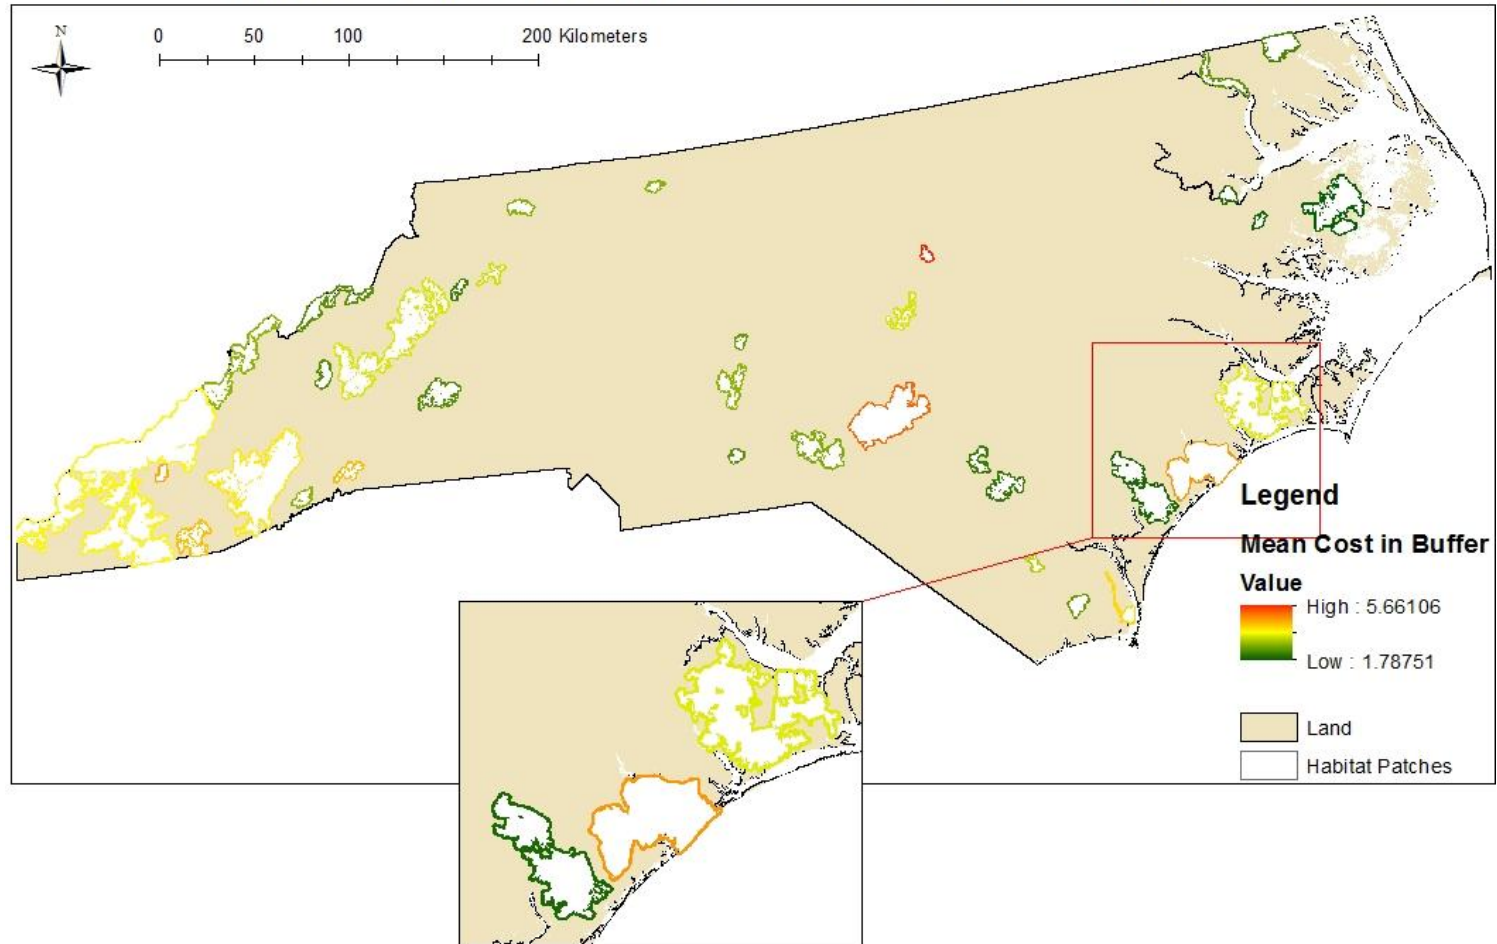 N
0 50 100 200 Kilometers
Legend
Mean Cost in Buffer
Value
High : 5.66106
Low : 1.78751
Land
Habitat Patches